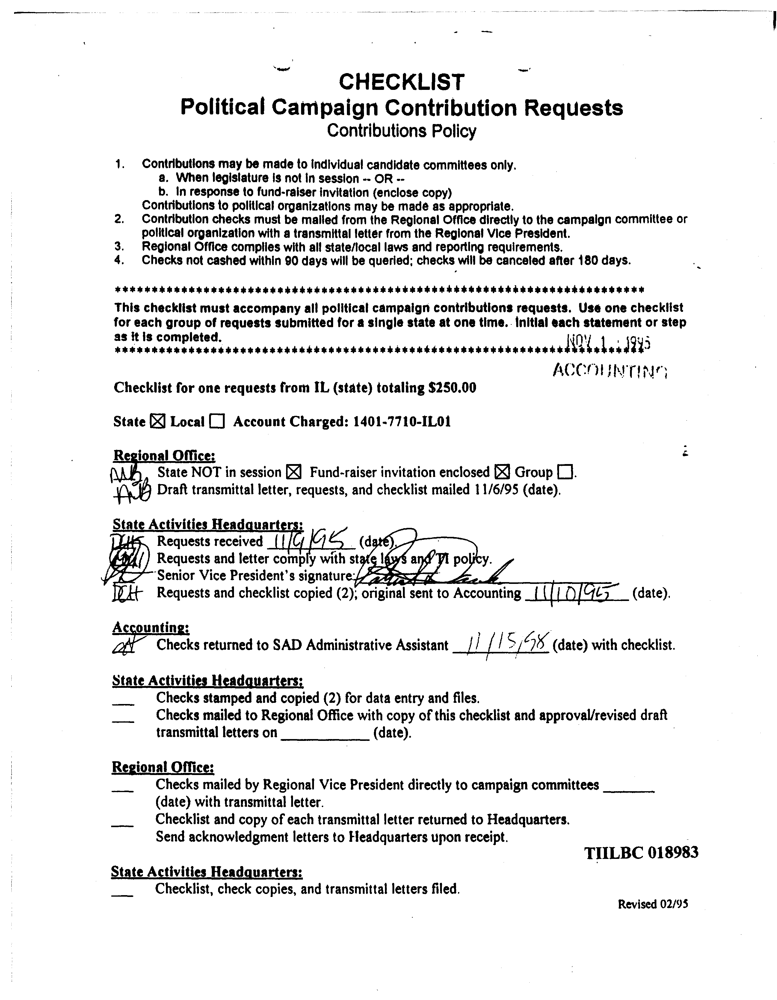 CHECKLIST
Political Campaign Contribution Requests
Contributions Policy
1. Contributions may be made to individual candidate committees only.
a. When legislature is not in session -- OR --
b. In response to fund-raiser invitation (enclose copy)
Contributions to political organizations may be made as appropriate.
2. Contribution checks must be mailed from the Regional Office directly to the campaign committee or
political organization with a transmittal letter from the Regional Vice President.
3. Regional Office complies with all state/local laws and reporting requirements.
4. Checks not cashed within 90 days will be queried; checks will be canceled after 180 days.
This checklist must accompany all political campaign contributions requests. Use one checklist
for each group of requests submitted for a single state at one time. Initial each statement or step
as it is completed.
NOV 1 1995
ACCOUNTING
Checklist for one requests from IL (state) totaling $250.00
State ☒ Local ☐ Account Charged: 1401-7710-IL01
Regional Office:
State NOT in session ☒ Fund-raiser invitation enclosed ☒ Group ☐.
Draft transmittal letter, requests, and checklist mailed 11/6/95 (date).
State Activities Headquarters:
Requests received 11/9/95 (date).
Requests and letter comply with state laws and TI policy.
Senior Vice President's signature:
DCH Requests and checklist copied (2); original sent to Accounting 11/10/95 (date).
Accounting:
Checks returned to SAD Administrative Assistant 11/15/98 (date) with checklist.
State Activities Headquarters:
___ Checks stamped and copied (2) for data entry and files.
___ Checks mailed to Regional Office with copy of this checklist and approval/revised draft
transmittal letters on ____________ (date).
Regional Office:
___ Checks mailed by Regional Vice President directly to campaign committees _______
(date) with transmittal letter.
___ Checklist and copy of each transmittal letter returned to Headquarters.
Send acknowledgment letters to Headquarters upon receipt.
TIILBC 018983
State Activities Headquarters:
___ Checklist, check copies, and transmittal letters filed.
Revised 02/95